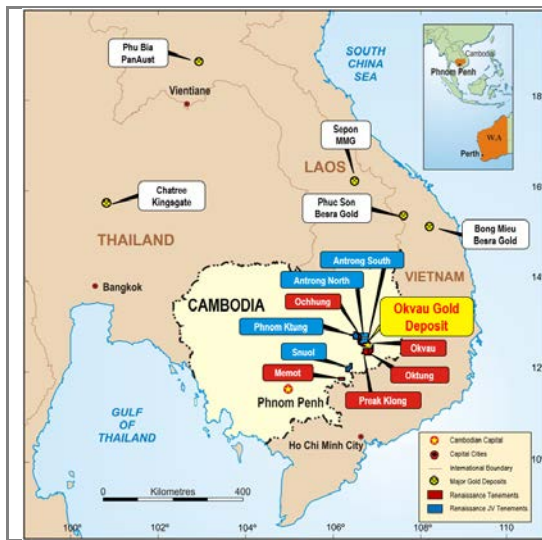 SOUTH
CHINA
SEA
Cambodia
Phnom Penh
W.A
Perth
Phu Bia
PanAust
Vientiane
18
Sepon
MMG
LAOS
16
Chatree
Kingsgate
Phuc Son
Besra Gold
Bong Mieu
Besra Gold
THAILAND
Antrong South
VIETNAM
14
Antrong North
Bangkok
CAMBODIA
Ochhung
Okvau Gold
Deposit
Phnom Ktung
Okvau
Snuol
Oktung
12
Memot
Phnom Penh
Preak Klong
GULF
OF
THAILAND
Ho Chi Minh City
10
Kilometres
0
400
Cambodian Capital
Capital Cities
International Boundary
Major Gold Deposits
Renaissance Tenements
Renaissance JV Tenements
100°
102°
104°
106°
108
110